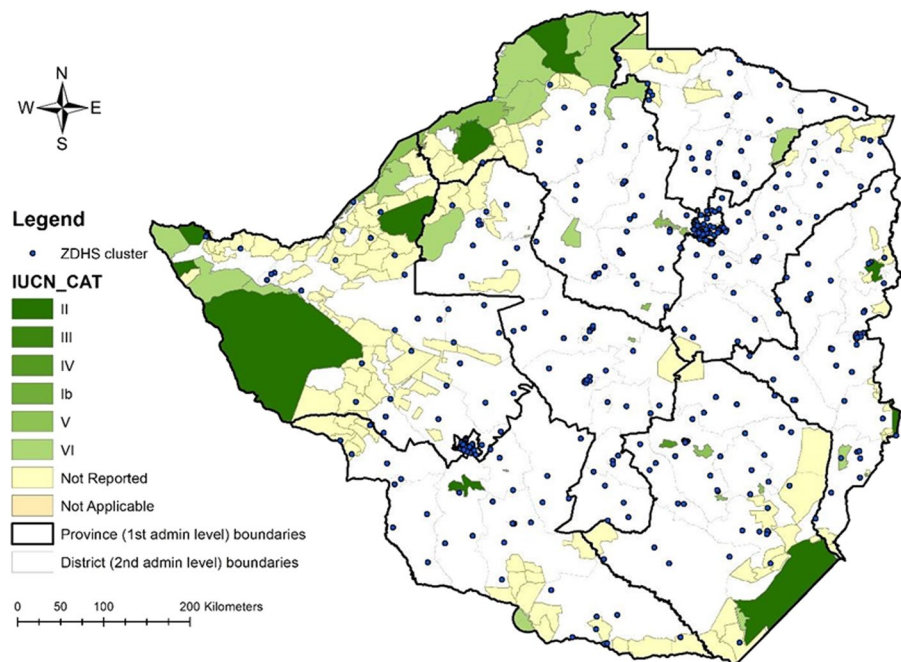 N
W E
S
Legend
ZDHS cluster
IUCN_CAT
II
III
IV
Ib
V
VI
Not Reported
Not Applicable
Province (1st admin level) boundaries
District (2nd admin level) boundaries
0 50 100 200 Kilometers